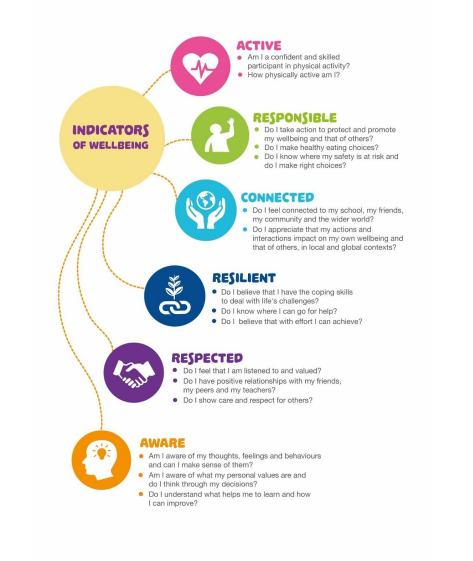 INDICATORS
OF WELLBEING
ACTIVE
• Am I a confident and skilled
participant in physical activity?
• How physically active am I?
RESPONSIBLE
• Do I take action to protect and promote
my wellbeing and that of others?
• Do I make healthy eating choices?
• Do I know where my safety is at risk and
do I make right choices?
CONNECTED
• Do I feel connected to my school, my friends,
my community and the wider world?
• Do I appreciate that my actions and
interactions impact on my own wellbeing and
that of others, in local and global contexts?
RESILIENT
• Do I believe that I have the coping skills
to deal with life's challenges?
• Do I know where I can go for help?
• Do I believe that with effort I can achieve?
RESPECTED
• Do I feel that I am listened to and valued?
• Do I have positive relationships with my friends,
my peers and my teachers?
• Do I show care and respect for others?
AWARE
• Am I aware of my thoughts, feelings and behaviours
and can I make sense of them?
• Am I aware of what my personal values are and
do I think through my decisions?
• Do I understand what helps me to learn and how
I can improve?